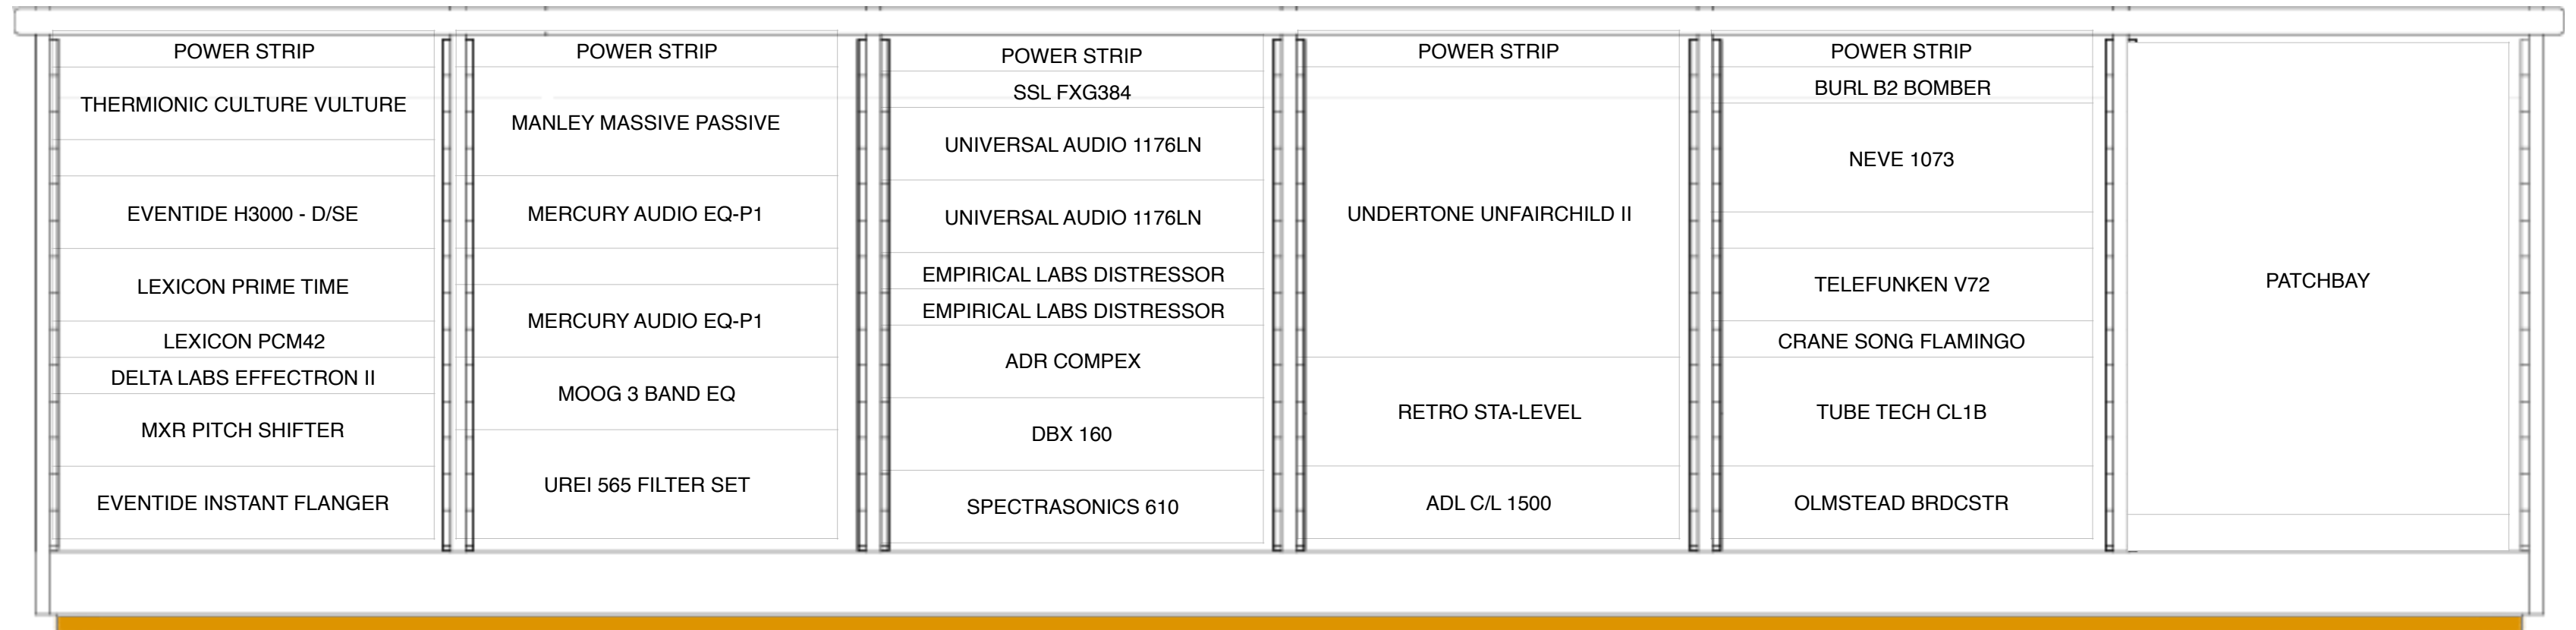 POWER STRIP
THERMIONIC CULTURE VULTURE
EVENTIDE H3000 - D/SE
LEXICON PRIME TIME
LEXICON PCM42
DELTA LABS EFFECTRON II
MXR PITCH SHIFTER
EVENTIDE INSTANT FLANGER
POWER STRIP
MANLEY MASSIVE PASSIVE
MERCURY AUDIO EQ-P1
MERCURY AUDIO EQ-P1
MOOG 3 BAND EQ
UREI 565 FILTER SET
POWER STRIP
SSL FXG384
UNIVERSAL AUDIO 1176LN
UNIVERSAL AUDIO 1176LN
EMPIRICAL LABS DISTRESSOR
EMPIRICAL LABS DISTRESSOR
ADR COMPEX
DBX 160
SPECTRASONICS 610
POWER STRIP
UNDERTONE UNFAIRCHILD II
RETRO STA-LEVEL
ADL C/L 1500
POWER STRIP
BURL B2 BOMBER
NEVE 1073
TELEFUNKEN V72
CRANE SONG FLAMINGO
TUBE TECH CL1B
OLMSTEAD BRDCSTR
PATCHBAY